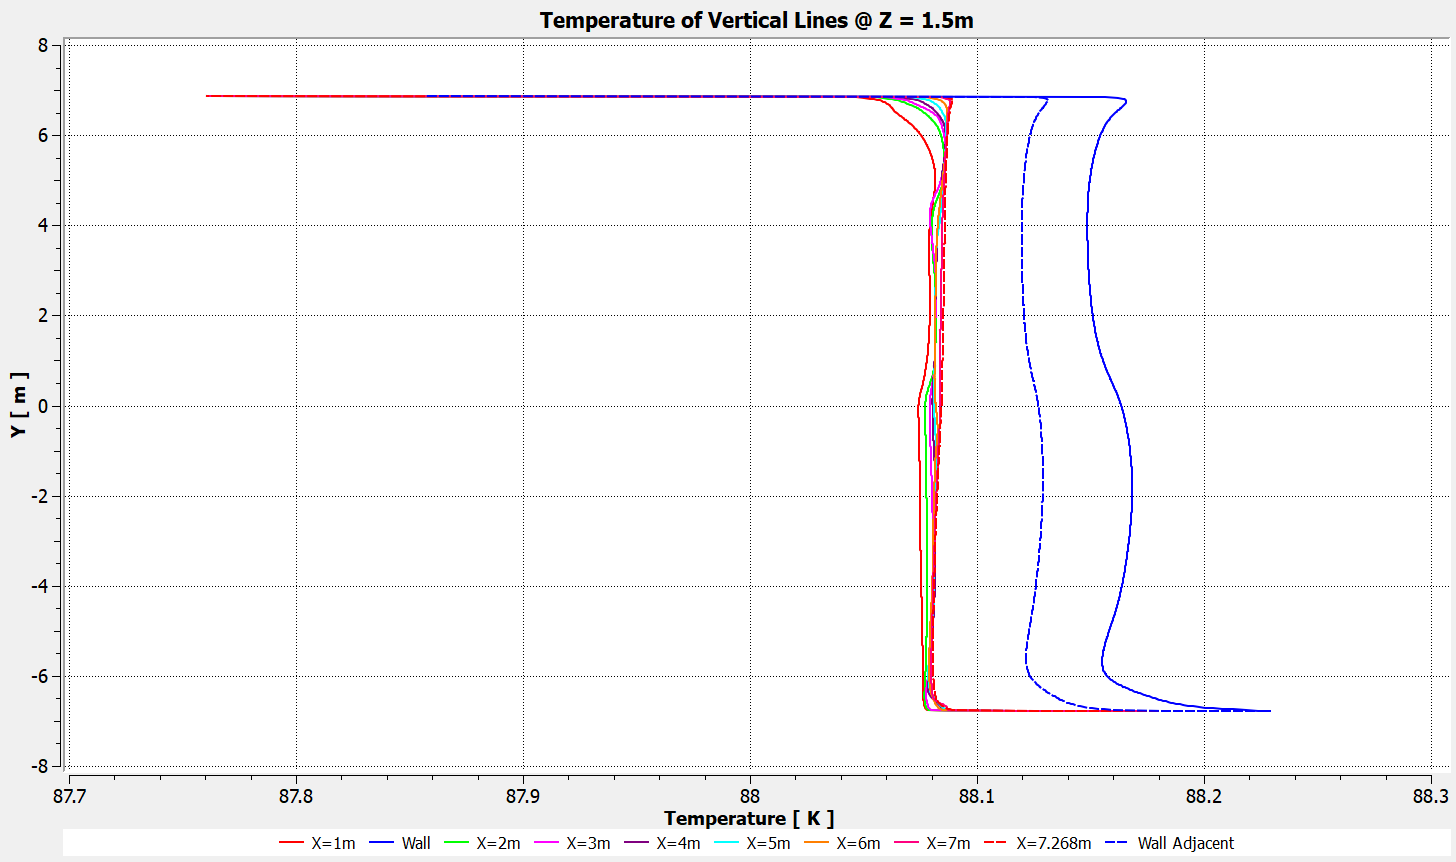 Temperature of Vertical Lines @ Z = 1.5m
8
6
4
2
0
-2
-4
-6
-8
Y [ m ]
87.7 87.8 87.9 88 88.1 88.2 88.3
Temperature [ K ]
X=1m Wall X=2m X=3m X=4m X=5m X=6m X=7m X=7.268m Wall Adjacent